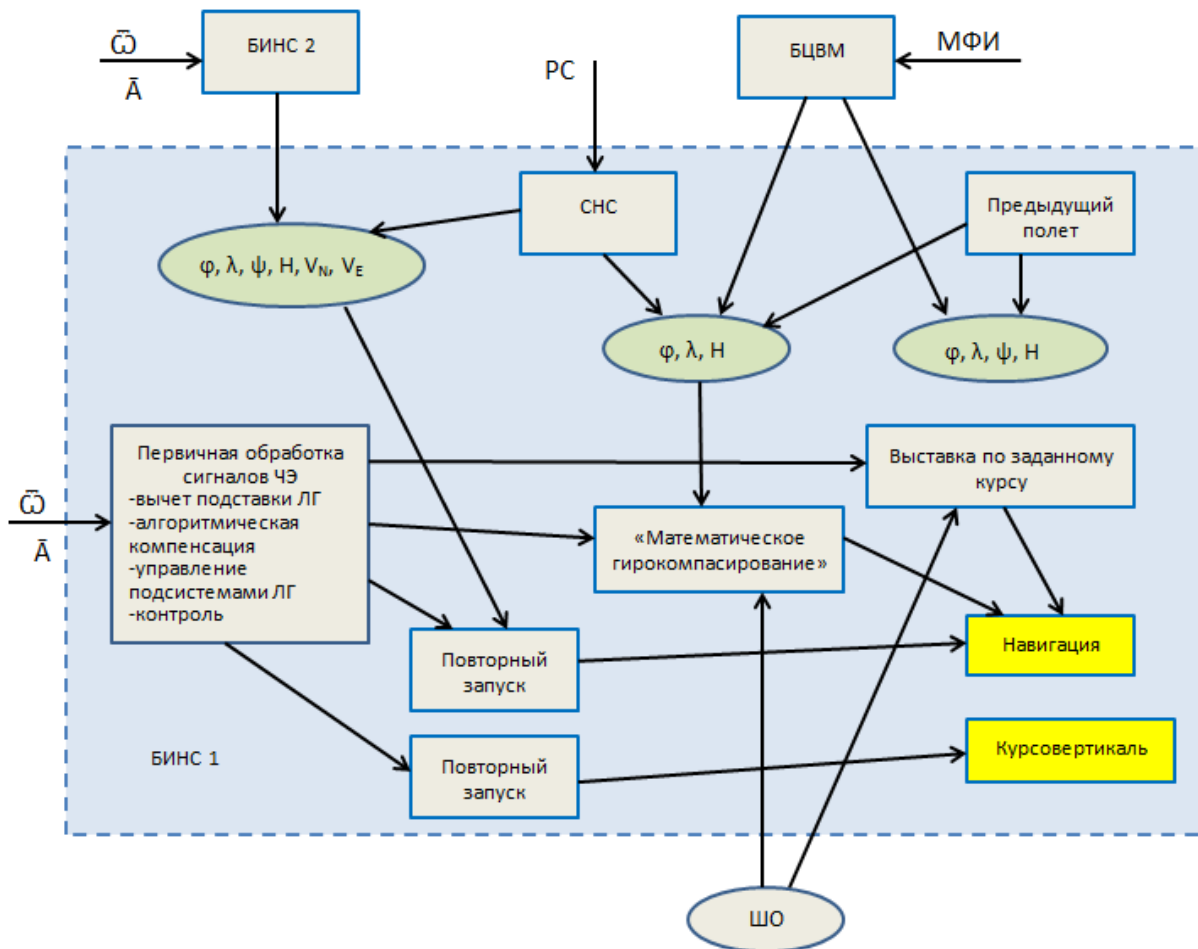 ω̄
Ā
БИНС 2
РС
БЦВМ
МФИ
СНС
Предыдущий
полет
φ, λ, ψ, H, V_N, V_E
φ, λ, H
φ, λ, ψ, H
Первичная обработка
сигналов ЧЭ
-вычет подставки ЛГ
-алгоритмическая
компенсация
-управление
подсистемами ЛГ
-контроль
ω̄
Ā
Выставка по заданному
курсу
«Математическое
гирокомпасирование»
Повторный
запуск
Навигация
БИНС 1
Повторный
запуск
Курсовертикаль
ШО